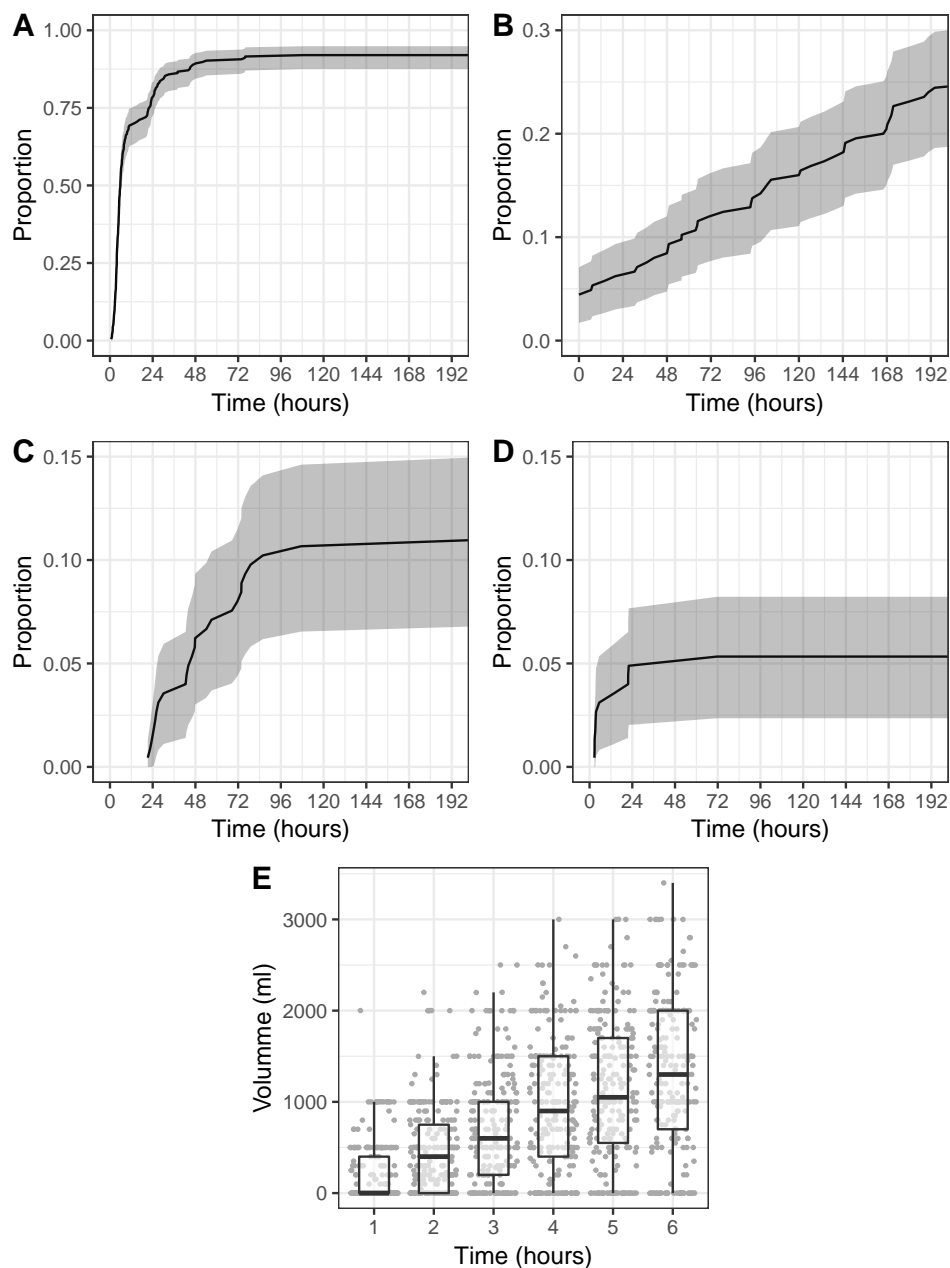 A
1.00
0.75
0.50
0.25
0.00
Proportion
0 24 48 72 96 120 144 168 192
Time (hours)
B
0.3
0.2
0.1
0.0
Proportion
0 24 48 72 96 120 144 168 192
Time (hours)
C
0.15
0.10
0.05
0.00
Proportion
0 24 48 72 96 120 144 168 192
Time (hours)
D
0.15
0.10
0.05
0.00
Proportion
0 24 48 72 96 120 144 168 192
Time (hours)
E
3000
2000
1000
0
Volumme (ml)
1 2 3 4 5 6
Time (hours)